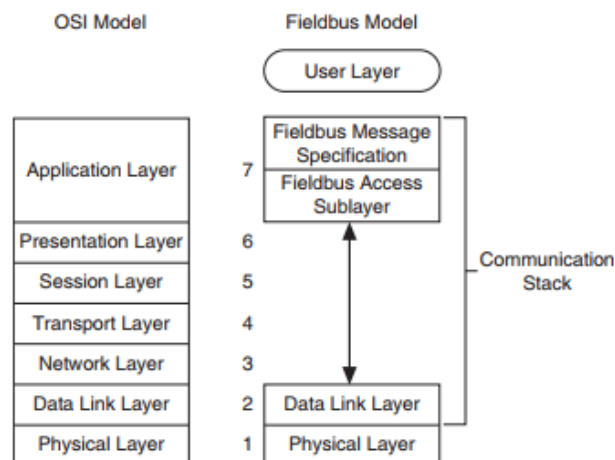 OSI Model
Fieldbus Model
User Layer
Application Layer
7
Fieldbus Message
Specification
Fieldbus Access
Sublayer
Presentation Layer
6
Session Layer
5
Communication
Stack
Transport Layer
4
Network Layer
3
Data Link Layer
2
Data Link Layer
Physical Layer
1
Physical Layer